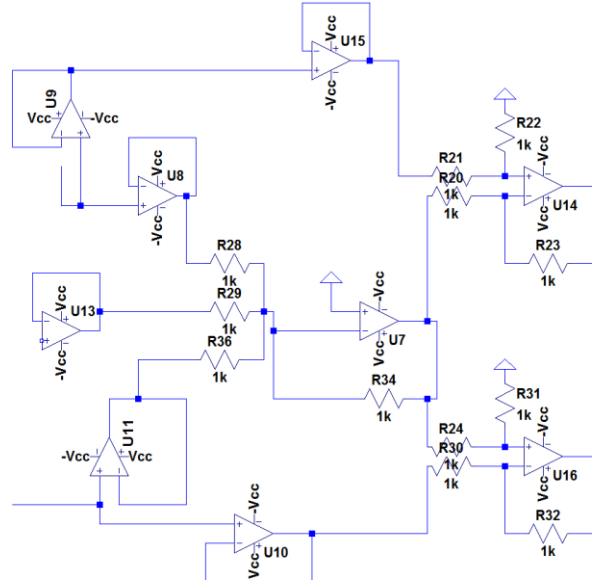 Vcc
U15
-Vcc
U9
Vcc
-Vcc
R22
1k
Vcc
U8
-Vcc
R21
R20
1k
1k
-Vcc
U14
Vcc
R28
1k
R23
1k
R29
1k
Vcc
U13
-Vcc
-Vcc
Vcc
U7
R36
1k
R34
1k
R31
1k
U11
-Vcc
Vcc
R24
R30
1k
1k
-Vcc
Vcc
U16
-Vcc
Vcc
U10
R32
1k